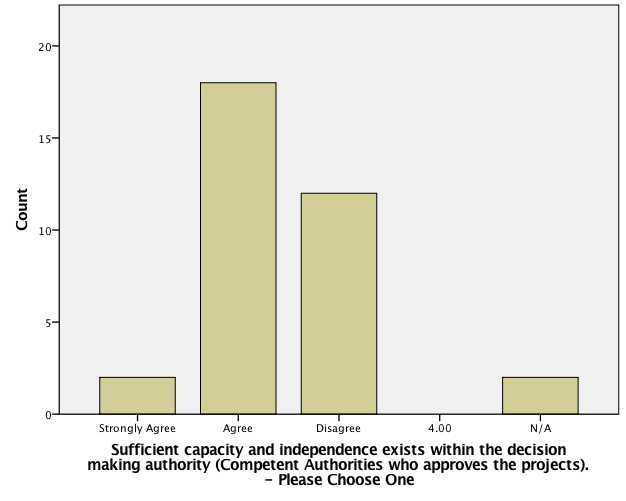 20
15
10
5
0
Count
Strongly Agree Agree Disagree 4.00 N/A
Sufficient capacity and independence exists within the decision
making authority (Competent Authorities who approves the projects).
– Please Choose One